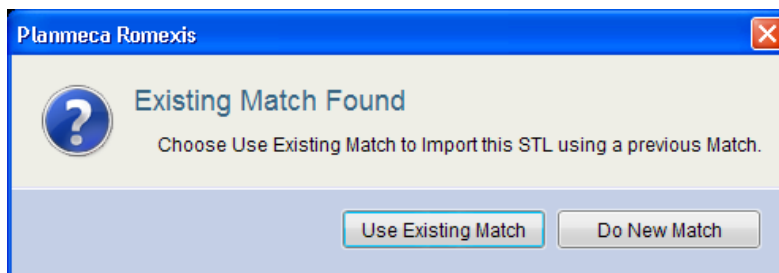 Planmeca Romexis
Existing Match Found
Choose Use Existing Match to Import this STL using a previous Match.
Use Existing Match
Do New Match